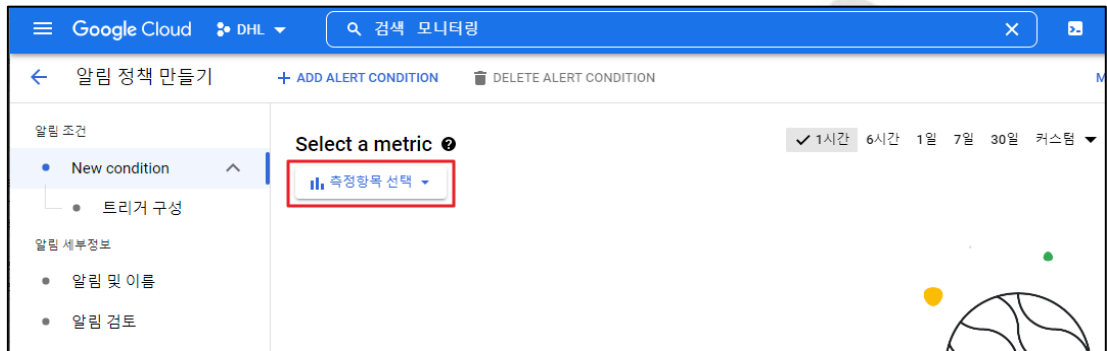 Google Cloud DHL 검색 모니터링
알림 정책 만들기 + ADD ALERT CONDITION DELETE ALERT CONDITION
알림 조건
Select a metric 1시간 6시간 1일 7일 30일 커스텀
New condition
측정항목 선택
트리거 구성
알림 세부정보
알림 및 이름
알림 검토